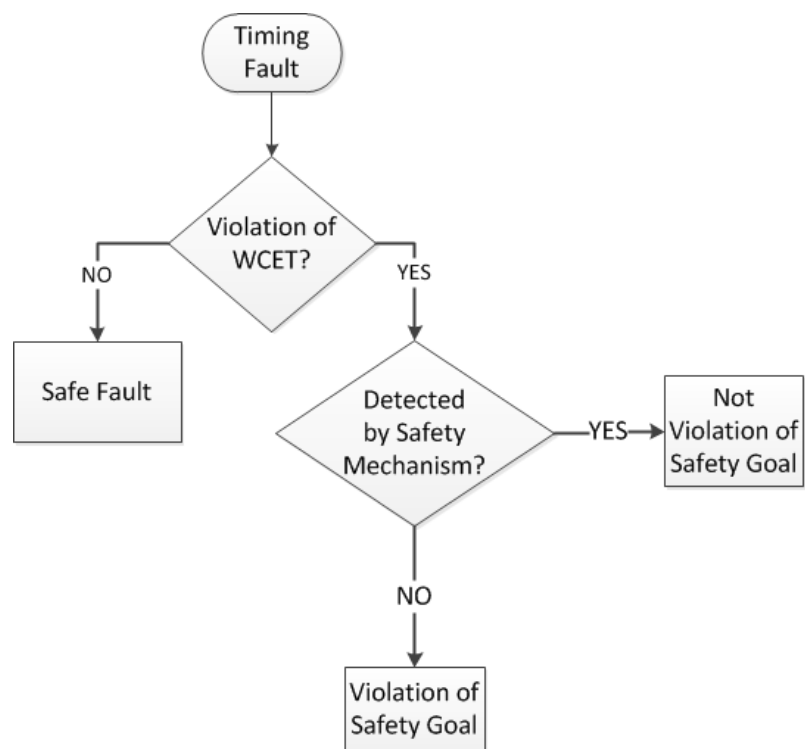 Timing
Fault
Violation of
WCET?
NO
YES
Safe Fault
Detected
by Safety
Mechanism?
YES
Not
Violation of
Safety Goal
NO
Violation of
Safety Goal